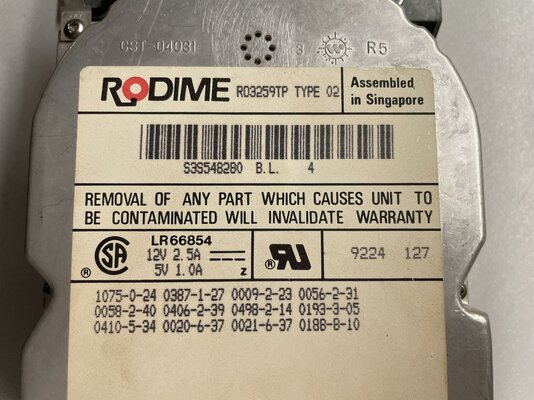 CST-04031 3 R5
RODIME RO3259TP TYPE 02 Assembled
in Singapore
S3S548280 B.L. 4
REMOVAL OF ANY PART WHICH CAUSES UNIT TO
BE CONTAMINATED WILL INVALIDATE WARRANTY
LR66854
12V 2.5A
5V 1.0A Z
9224 127
1075-0-24 0387-1-27 0009-2-23 0056-2-31
0058-2-40 0406-2-39 0498-2-14 0193-3-05
0410-5-34 0020-6-37 0021-6-37 0188-8-10